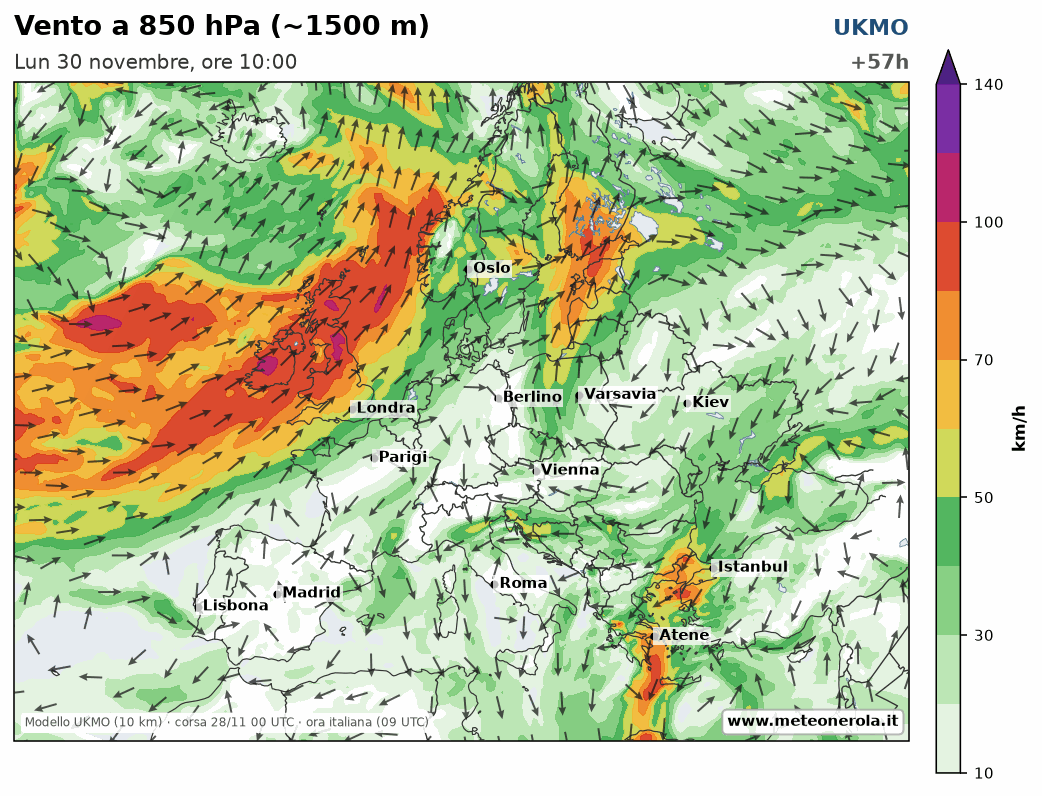 Vento a 850 hPa (~1500 m)
UKMO
Lun 30 novembre, ore 10:00
+57h
140
100
70
50
30
10
km/h
Oslo
Berlino
Varsavia
Kiev
Londra
Parigi
Vienna
Istanbul
Roma
Madrid
Lisbona
Atene
Modello UKMO (10 km) · corsa 28/11 00 UTC · ora italiana (09 UTC)
www.meteonerola.it